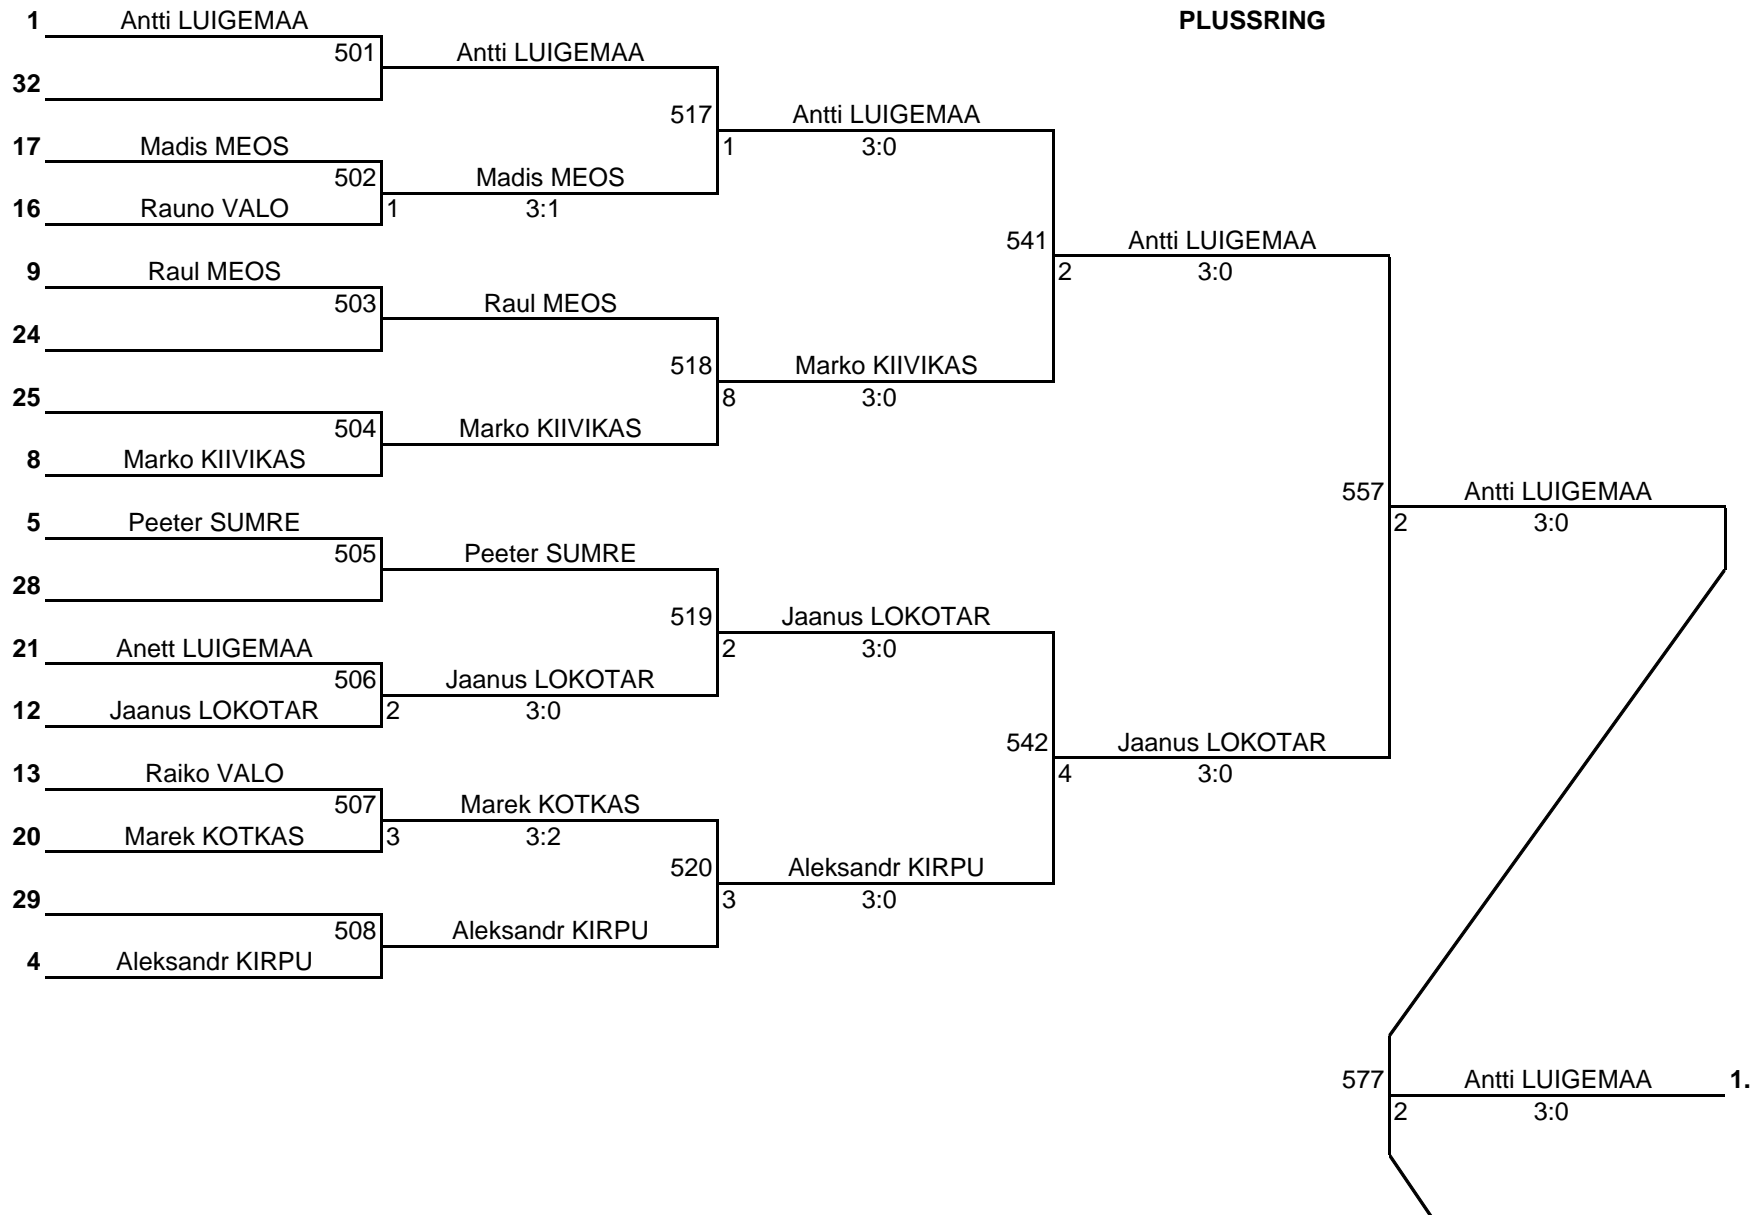 PLUSSRING
1 Antti LUIGEMAA
501 Antti LUIGEMAA
32
517 Antti LUIGEMAA
17 Madis MEOS 1 3:0
502 Madis MEOS
16 Rauno VALO 1 3:1
541 Antti LUIGEMAA
9 Raul MEOS 2 3:0
503 Raul MEOS
24
518 Marko KIIVIKAS
25 8 3:0
504 Marko KIIVIKAS
8 Marko KIIVIKAS
557 Antti LUIGEMAA
5 Peeter SUMRE 2 3:0
505 Peeter SUMRE
28
519 Jaanus LOKOTAR
21 Anett LUIGEMAA 2 3:0
506 Jaanus LOKOTAR
12 Jaanus LOKOTAR 2 3:0
542 Jaanus LOKOTAR
13 Raiko VALO 4 3:0
507 Marek KOTKAS
20 Marek KOTKAS 3 3:2
520 Aleksandr KIRPU
29 3 3:0
508 Aleksandr KIRPU
4 Aleksandr KIRPU
577 Antti LUIGEMAA 1.
2 3:0